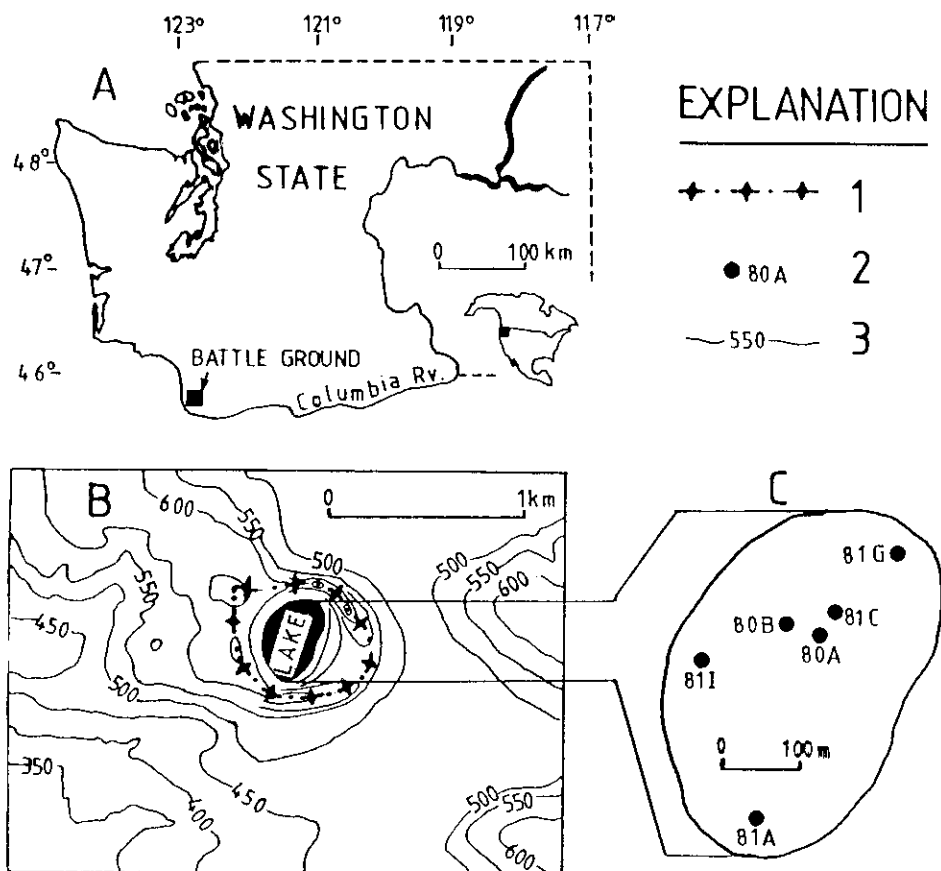 123° 121° 119° 117°
A
WASHINGTON
STATE
48°
47°
46°
0 100 km
BATTLE GROUND
Columbia Rv.
EXPLANATION
1
80A 2
550 3
B
0 1km
600
550
500
550
450
500
350
400
450
LAKE
500
550
600
500
550
600
C
81G
81C
80B
80A
81I
0 100 m
81A